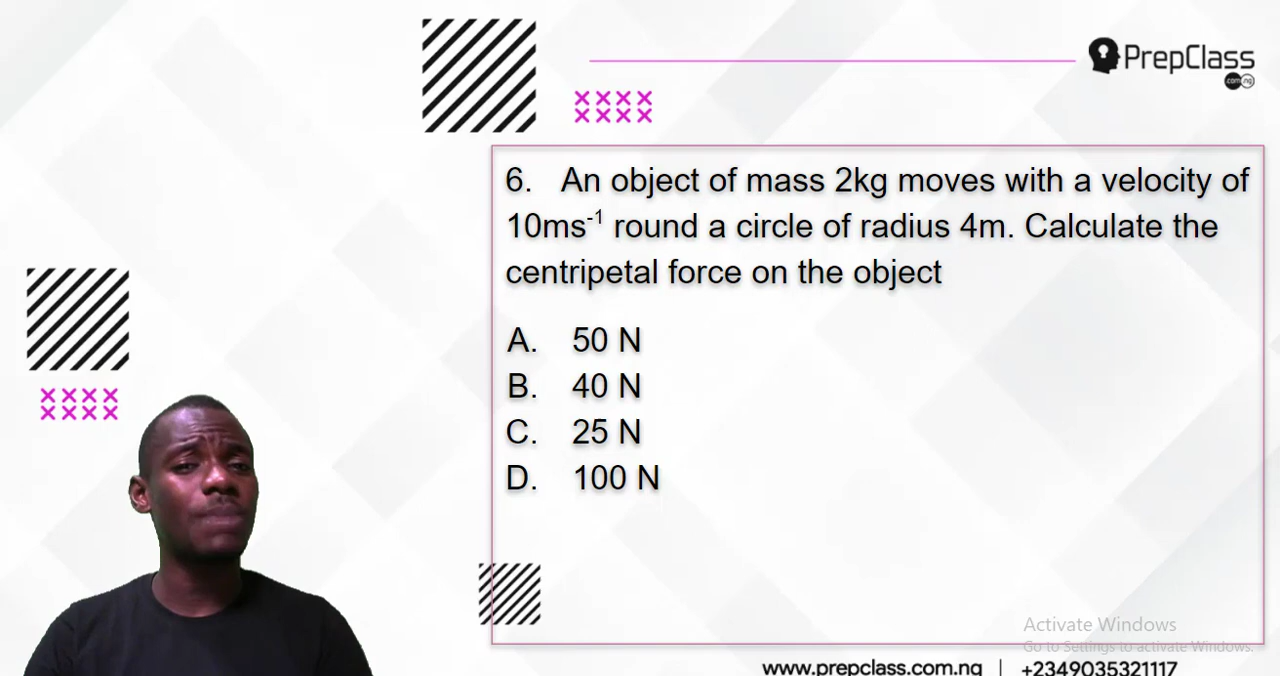 PrepClass
.com.ng
6. An object of mass 2kg moves with a velocity of
10ms⁻¹ round a circle of radius 4m. Calculate the
centripetal force on the object
A. 50 N
B. 40 N
C. 25 N
D. 100 N
Activate Windows
Go to Settings to activate Windows.
www.prepclass.com.ng | +2349035321117